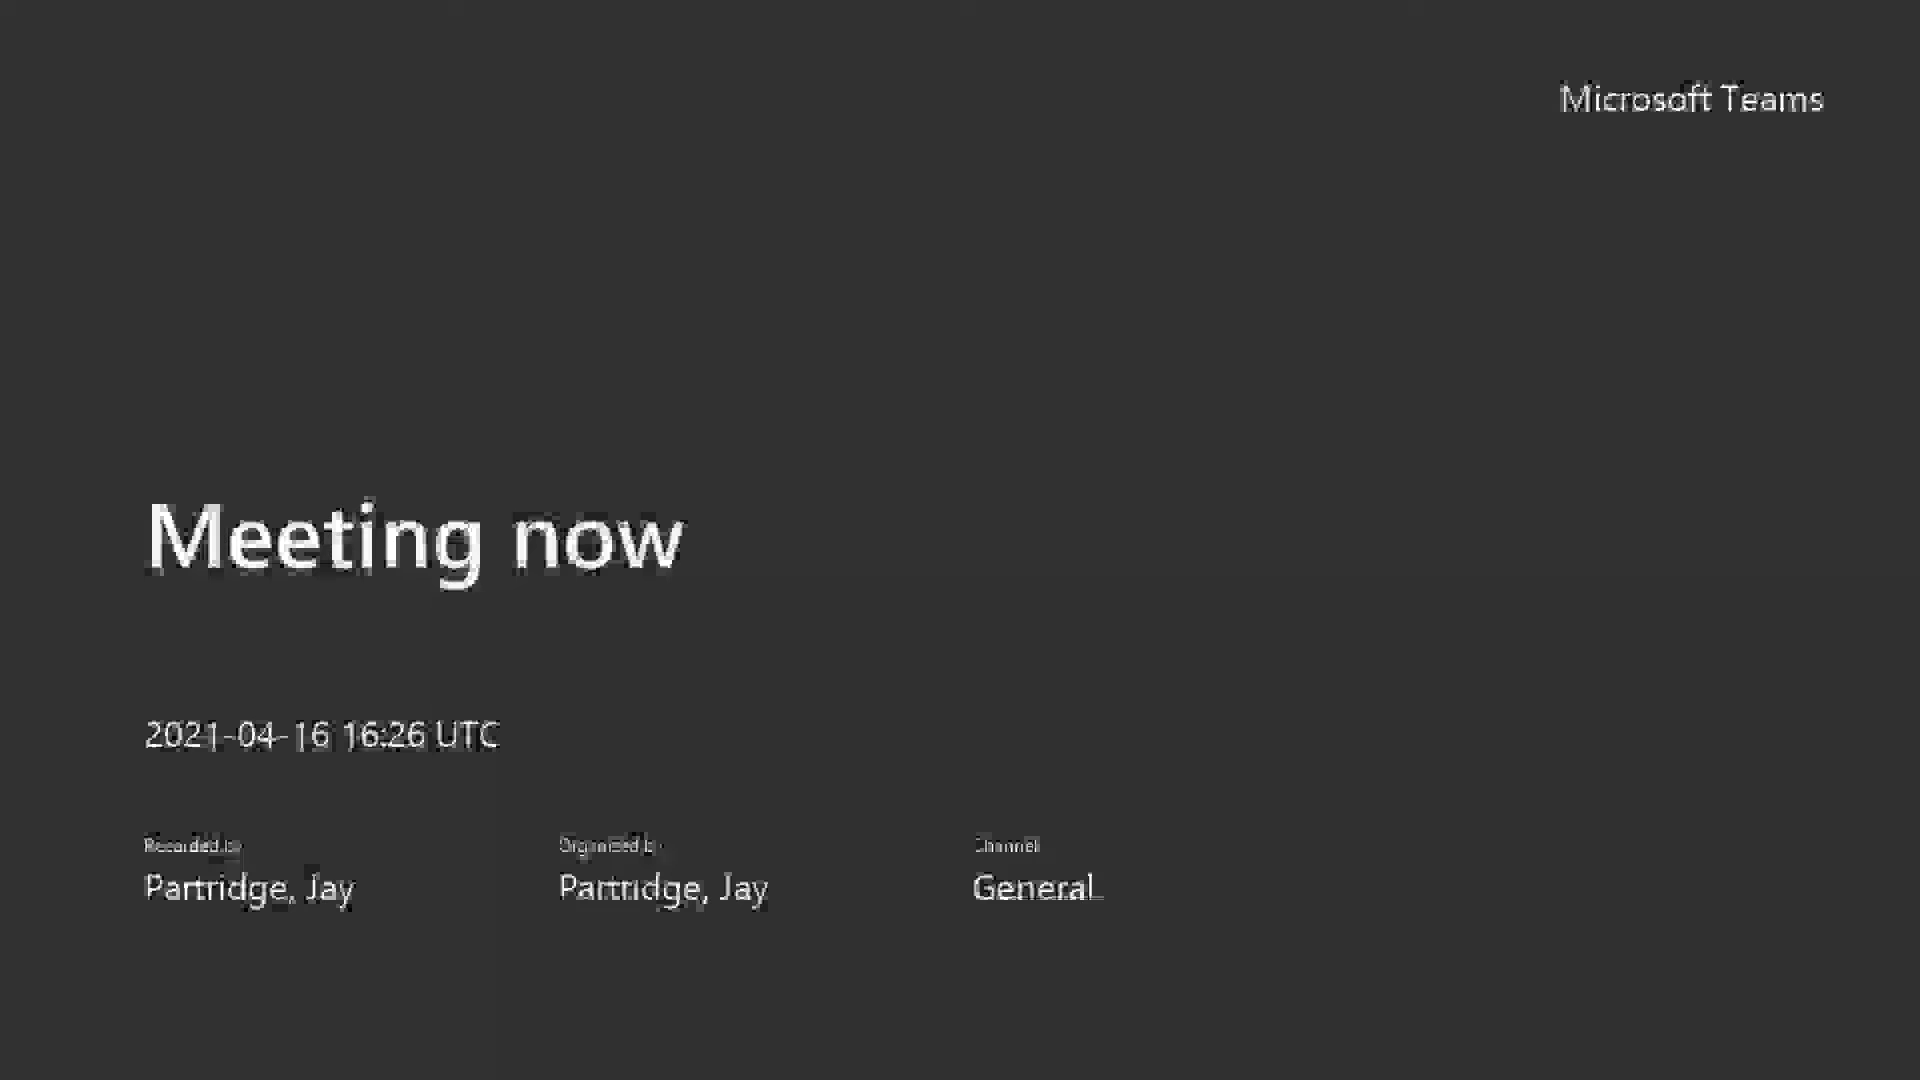 Microsoft Teams
Meeting now
2021-04-16 16:26 UTC
Recorded by
Organized by
Channel
Partridge, Jay
Partridge, Jay
General